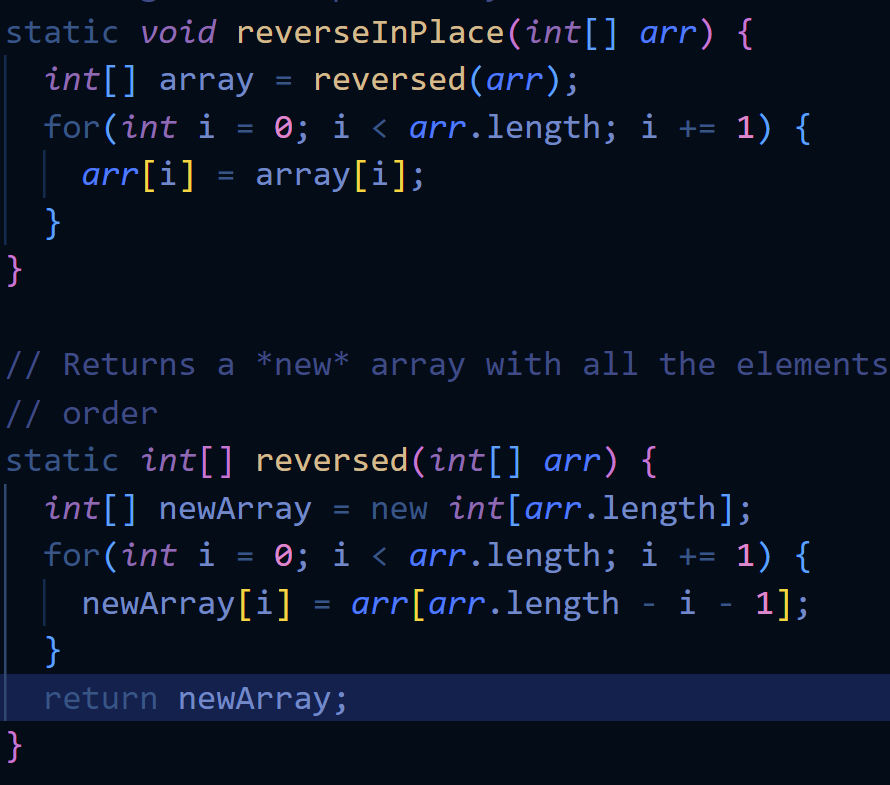 static void reverseInPlace(int[] arr) {
  int[] array = reversed(arr);
  for(int i = 0; i < arr.length; i += 1) {
    arr[i] = array[i];
  }
}

// Returns a *new* array with all the elements
// order
static int[] reversed(int[] arr) {
  int[] newArray = new int[arr.length];
  for(int i = 0; i < arr.length; i += 1) {
    newArray[i] = arr[arr.length - i - 1];
  }
  return newArray;
}